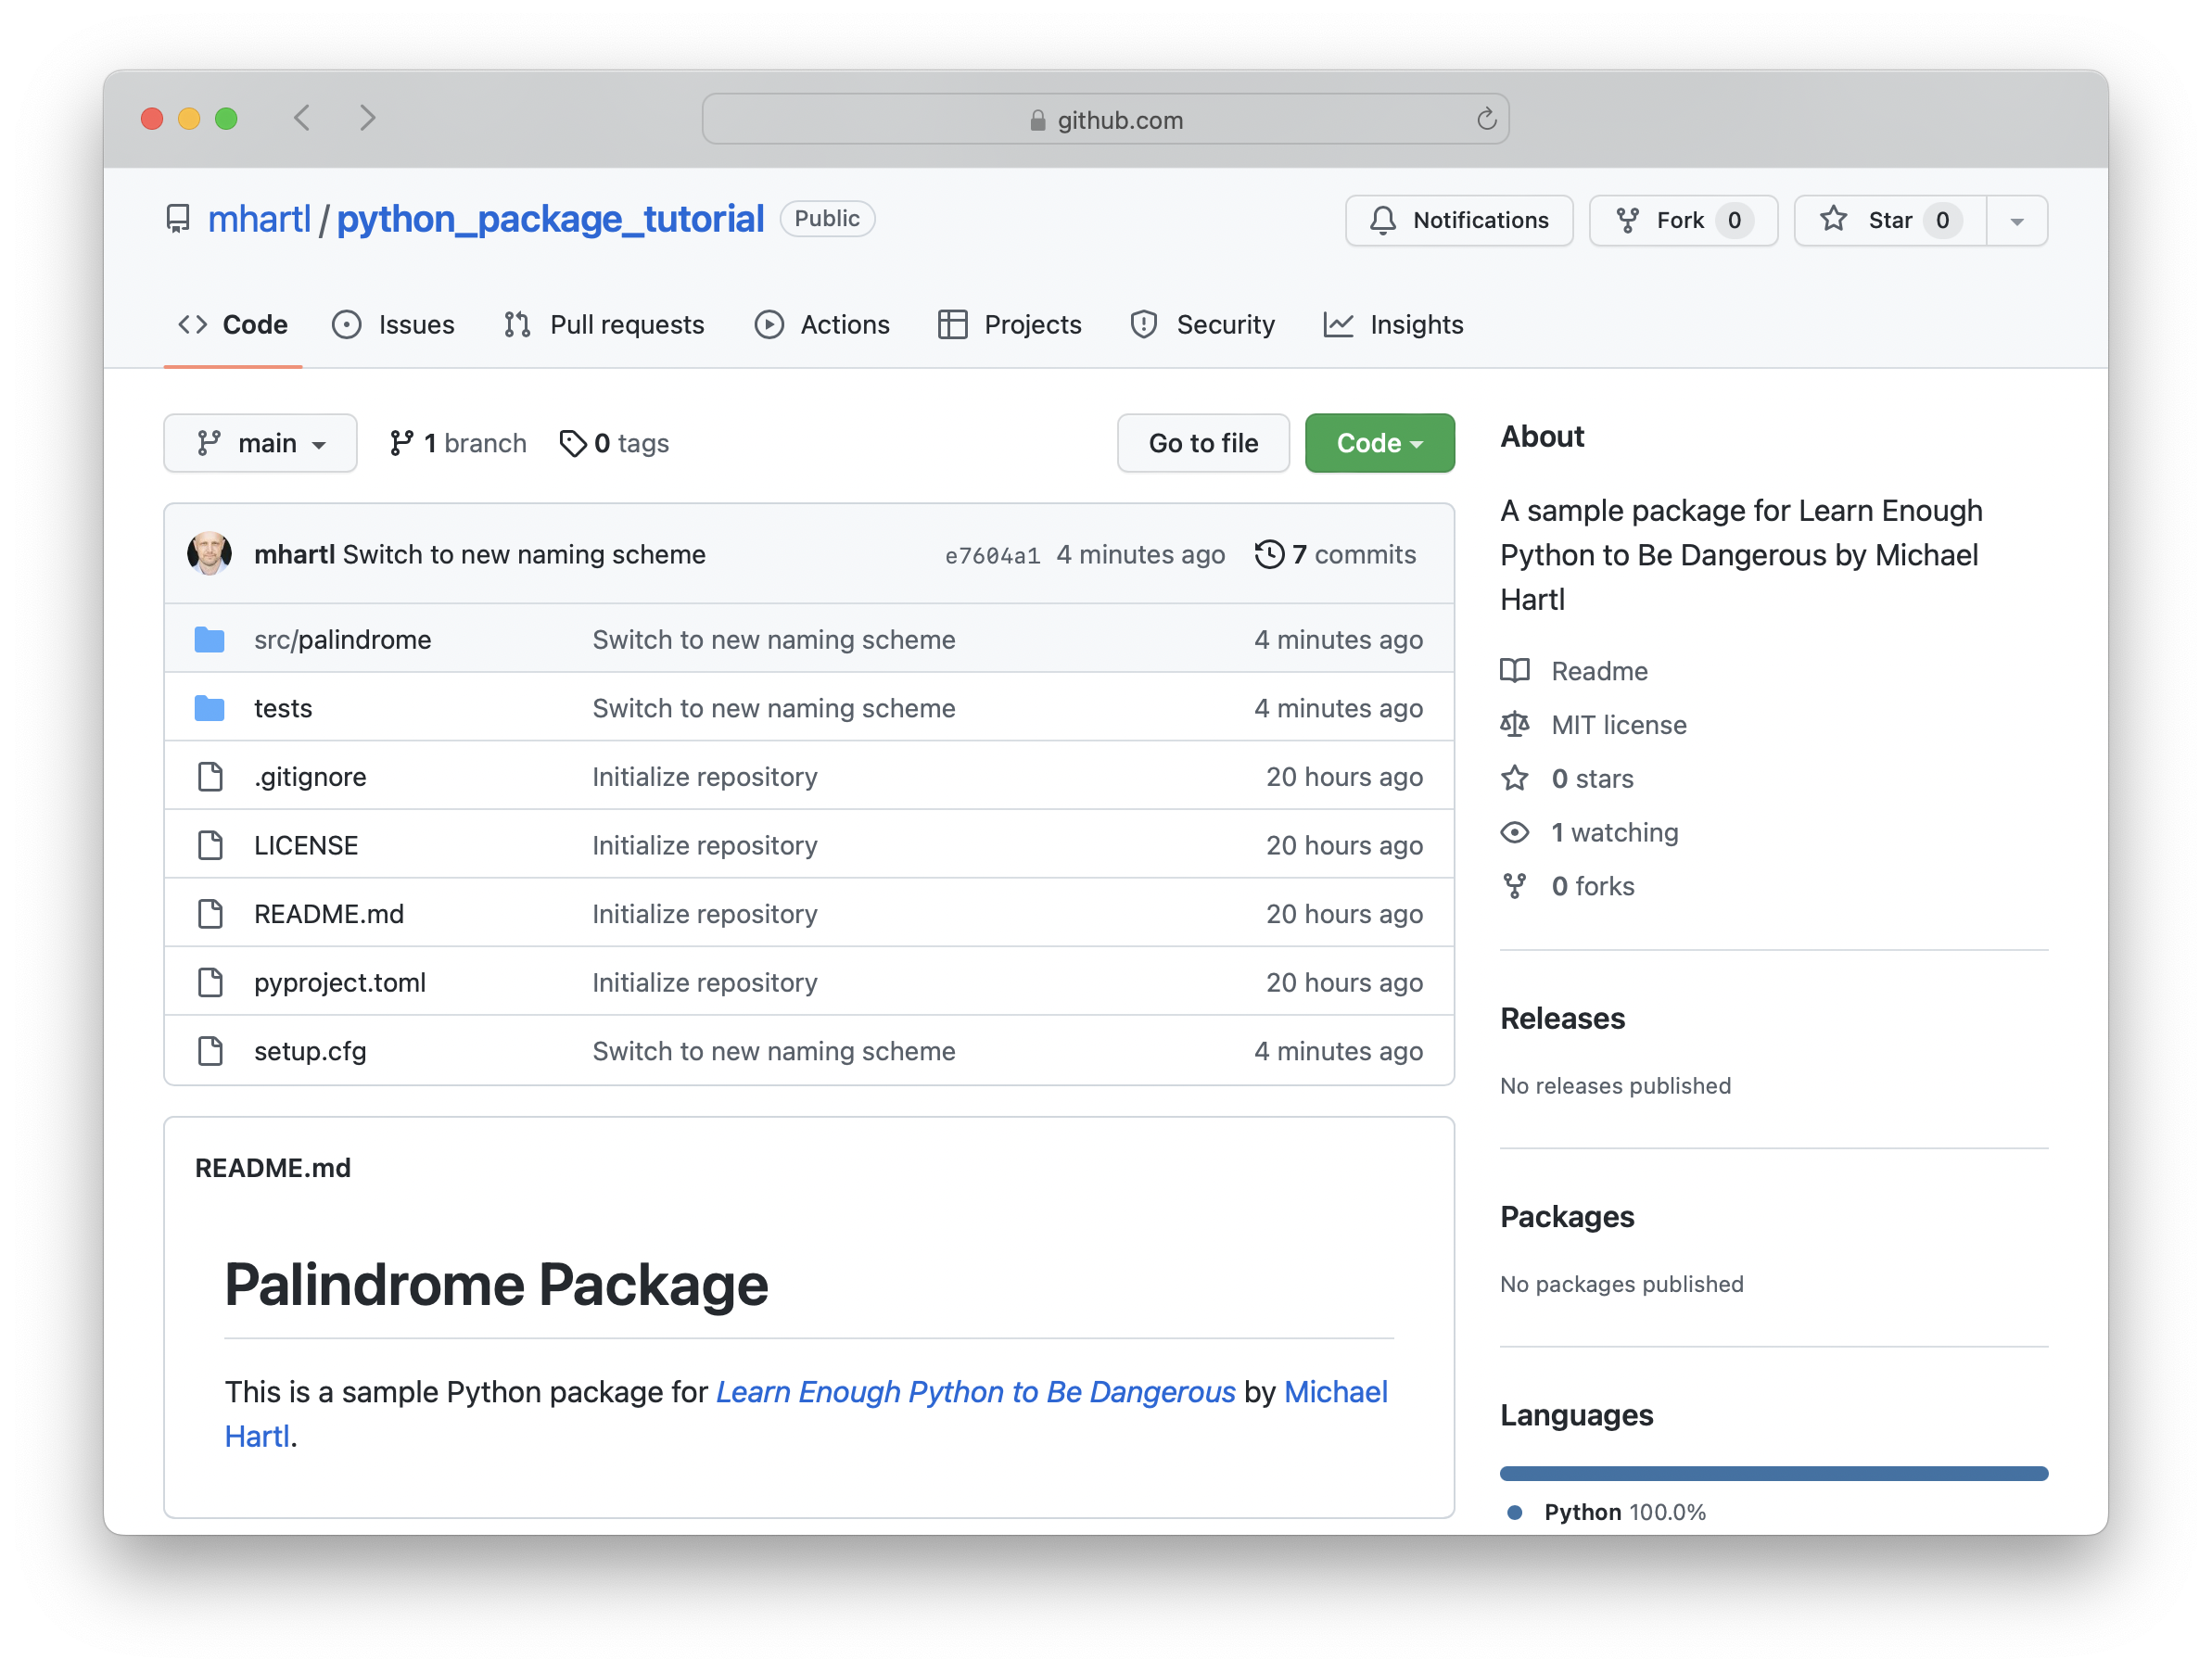 github.com
mhartl / python_package_tutorial Public
Notifications Fork 0 Star 0
Code Issues Pull requests Actions Projects Security Insights
main 1 branch 0 tags Go to file Code
mhartl Switch to new naming scheme e7604a1 4 minutes ago 7 commits
src/palindrome Switch to new naming scheme 4 minutes ago
tests Switch to new naming scheme 4 minutes ago
.gitignore Initialize repository 20 hours ago
LICENSE Initialize repository 20 hours ago
README.md Initialize repository 20 hours ago
pyproject.toml Initialize repository 20 hours ago
setup.cfg Switch to new naming scheme 4 minutes ago
README.md
Palindrome Package
This is a sample Python package for Learn Enough Python to Be Dangerous by Michael
Hartl.
About
A sample package for Learn Enough
Python to Be Dangerous by Michael
Hartl
Readme
MIT license
0 stars
1 watching
0 forks
Releases
No releases published
Packages
No packages published
Languages
Python 100.0%